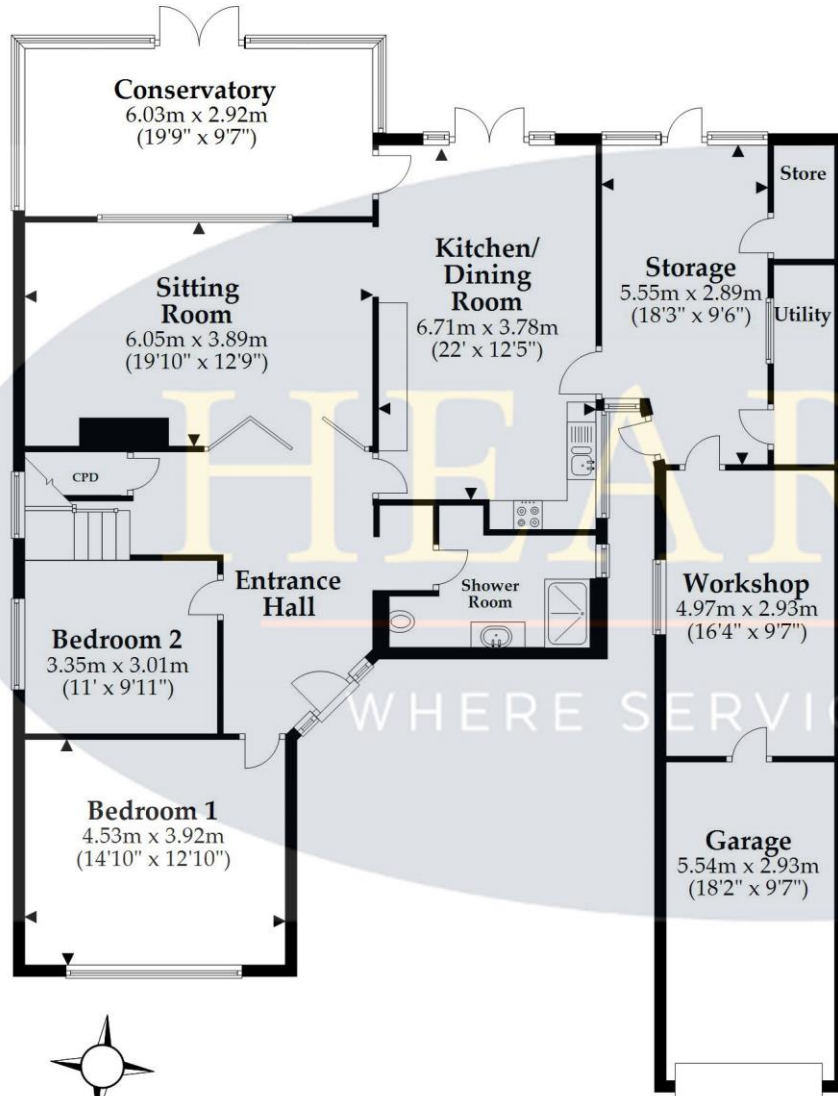 Conservatory
6.03m x 2.92m
(19'9" x 9'7")
Store
Kitchen/
Dining
Room
6.71m x 3.78m
(22' x 12'5")
Storage
5.55m x 2.89m
(18'3" x 9'6")
Sitting
Room
6.05m x 3.89m
(19'10" x 12'9")
Utility
HEAR
CPD
Entrance
Hall
Shower
Room
Workshop
4.97m x 2.93m
(16'4" x 9'7")
Bedroom 2
3.35m x 3.01m
(11' x 9'11")
WHERE SERVIC
Bedroom 1
4.53m x 3.92m
(14'10" x 12'10")
Garage
5.54m x 2.93m
(18'2" x 9'7")